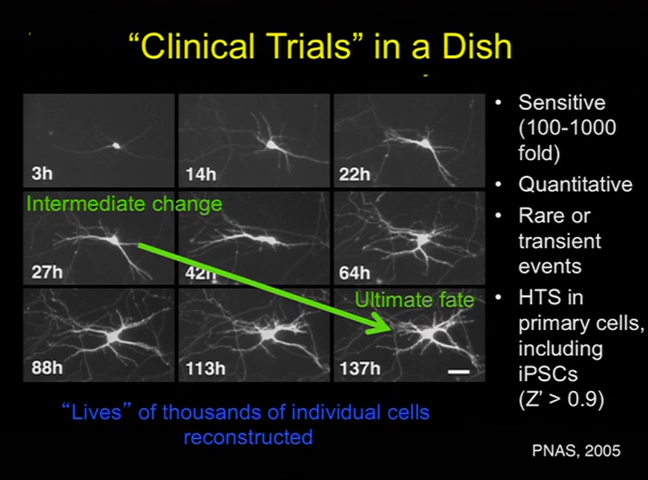 “Clinical Trials” in a Dish
3h
14h
22h
Intermediate change
27h
42h
64h
Ultimate fate
88h
113h
137h
“Lives” of thousands of individual cells
reconstructed
• Sensitive
(100-1000
fold)
• Quantitative
• Rare or
transient
events
• HTS in
primary cells,
including
iPSCs
(Z’ > 0.9)
PNAS, 2005